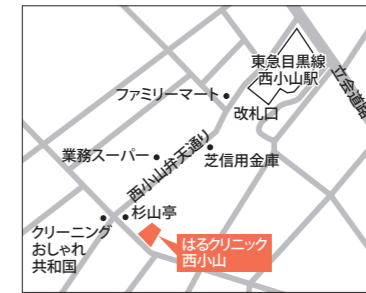 東急目黒線
西小山駅
立会道路
ファミリーマート
改札口
西小山弁天通り
業務スーパー
芝信用金庫
杉山亭
クリーニング
おしゃれ
共和国
はるクリニック
西小山